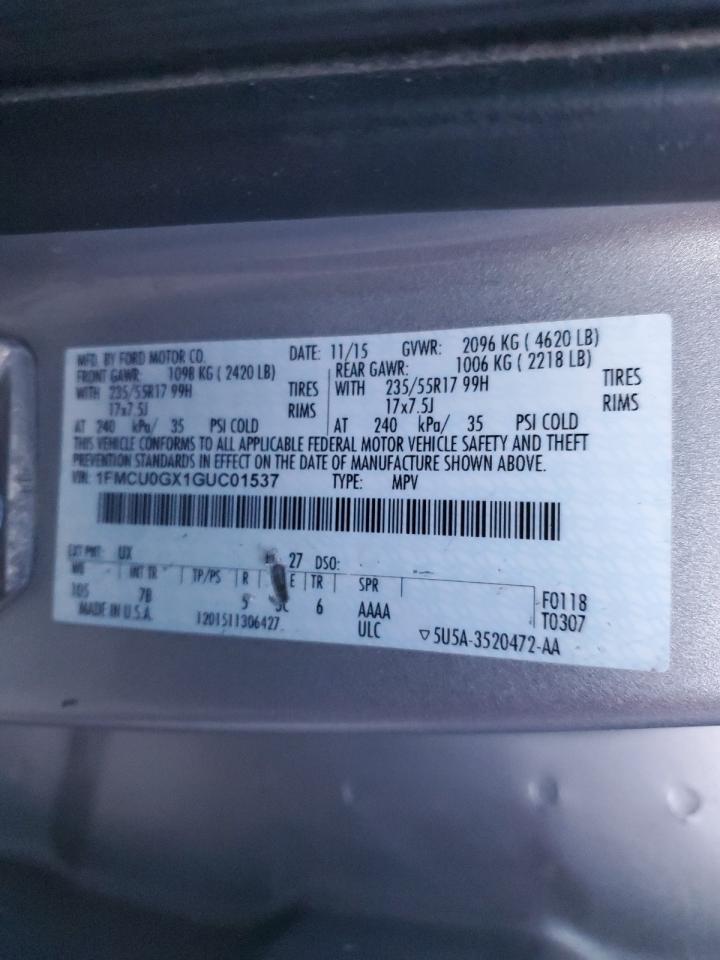 MFD. BY FORD MOTOR CO. DATE: 11/15 GVWR: 2096 KG ( 4620 LB)
FRONT GAWR: 1098 KG ( 2420 LB) REAR GAWR: 1006 KG ( 2218 LB)
WITH 235/55R17 99H TIRES WITH 235/55R17 99H TIRES
17x7.5J RIMS 17x7.5J RIMS
AT 240 kPa/ 35 PSI COLD AT 240 kPa/ 35 PSI COLD
THIS VEHICLE CONFORMS TO ALL APPLICABLE FEDERAL MOTOR VEHICLE SAFETY AND THEFT
PREVENTION STANDARDS IN EFFECT ON THE DATE OF MANUFACTURE SHOWN ABOVE.
VIN: 1FMCU0GX1GUC01537 TYPE: MPV
EXT PNT: UX 27 DSO:
WB INT TR TP/PS R E TR SPR
105 7B 5 6 AAAA F0118
MADE IN U.S.A. 1201511306427 ULC T0307
▽5U5A-3520472-AA